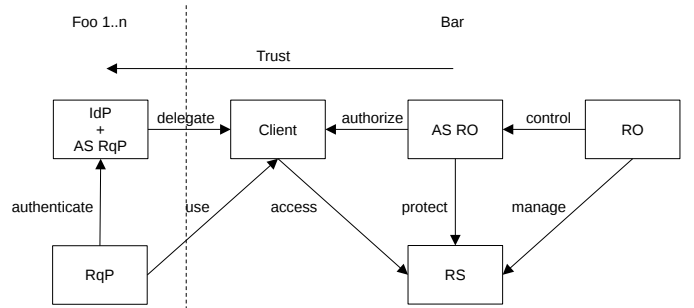 Foo 1..n
Bar
Trust
IdP
+
AS RqP
delegate
Client
authorize
AS RO
control
RO
authenticate
use
access
protect
manage
RqP
RS